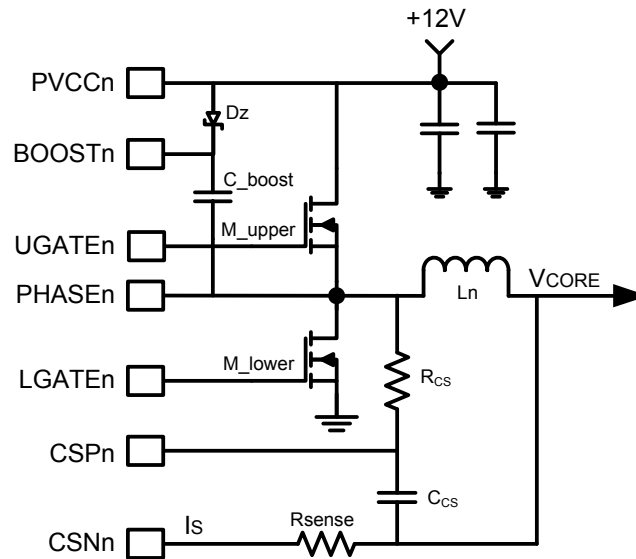 +12V
PVCCn
Dz
BOOSTn
C_boost
UGATEn
M_upper
PHASEn
Ln
VCORE
LGATEn
M_lower
RCS
CSPn
CCS
CSNn
IS
Rsense